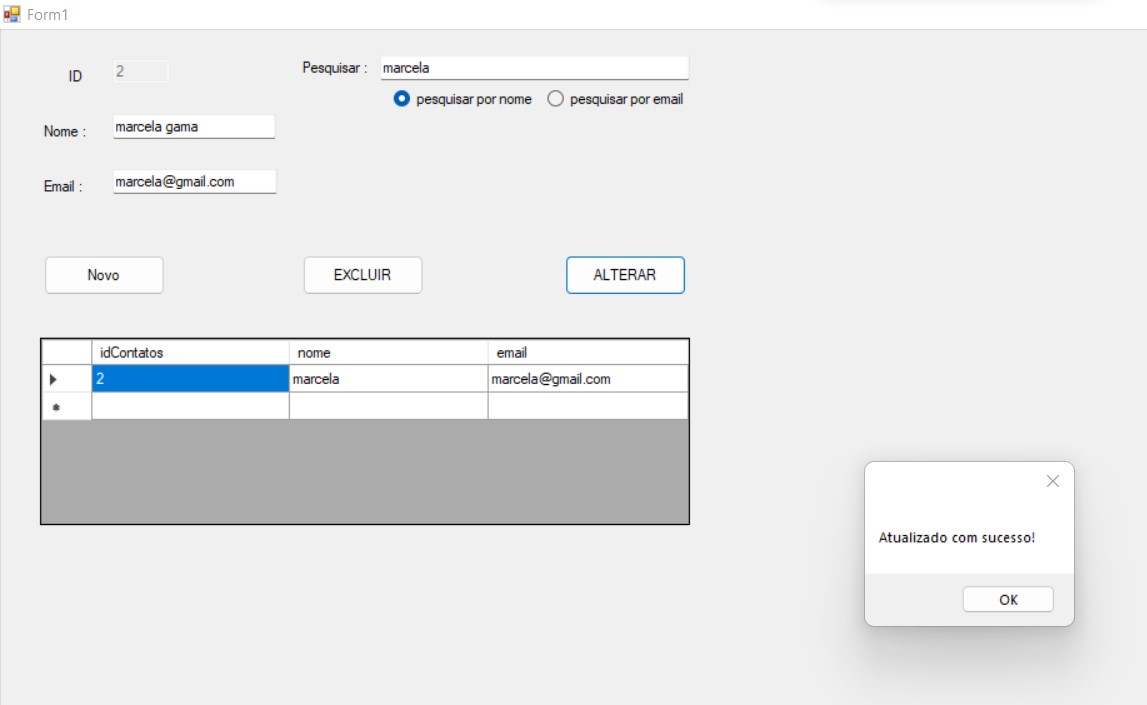 Form1
ID 2
Pesquisar : marcela
pesquisar por nome pesquisar por email
Nome : marcela gama
Email : marcela@gmail.com
Novo EXCLUIR ALTERAR
idContatos nome email
2 marcela marcela@gmail.com
Atualizado com sucesso!
OK